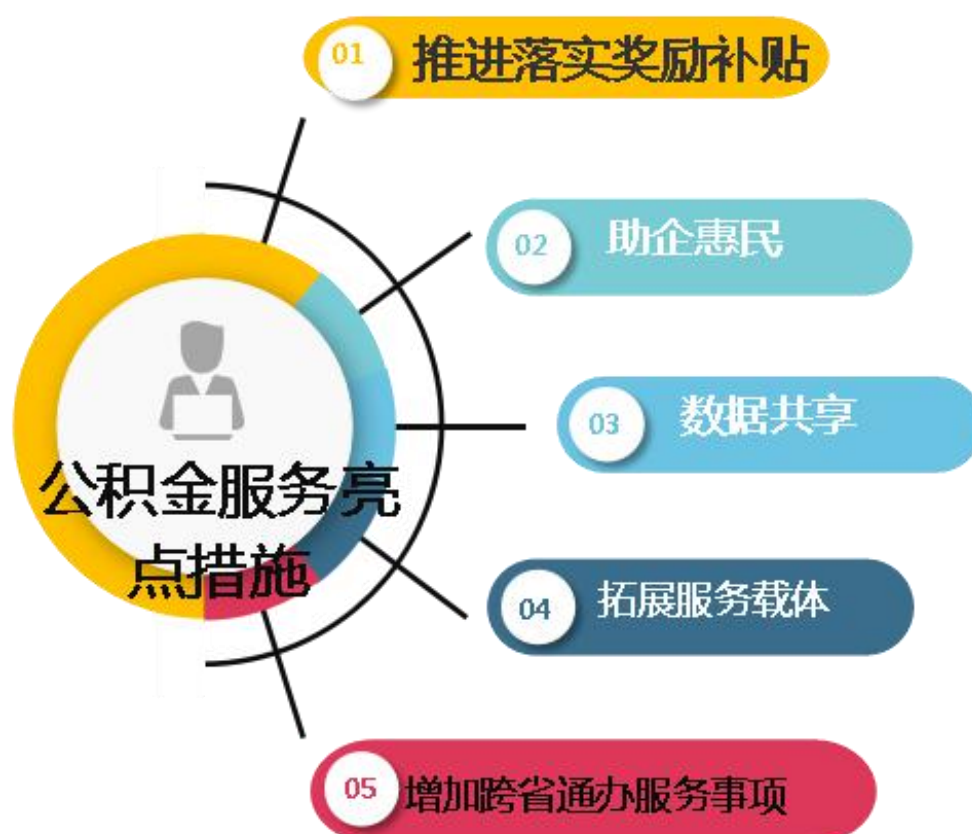 01 推进落实奖励补贴
02 助企惠民
03 数据共享
公积金服务亮
点措施
04 拓展服务载体
05 增加跨省通办服务事项